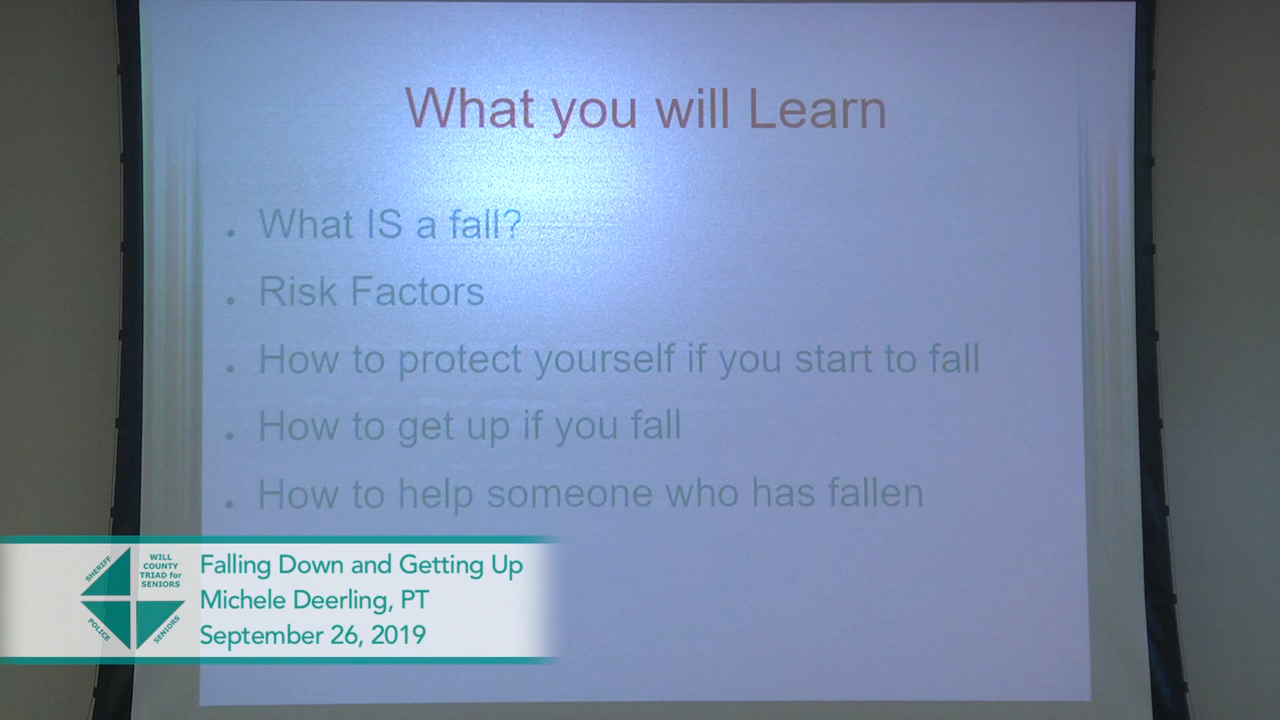 What you will Learn
. What IS a fall?
. Risk Factors
. How to protect yourself if you start to fall
. How to get up if you fall
. How to help someone who has fallen
SHERIFF
WILL
COUNTY
TRIAD for
SENIORS
POLICE
SENIORS
Falling Down and Getting Up
Michele Deerling, PT
September 26, 2019